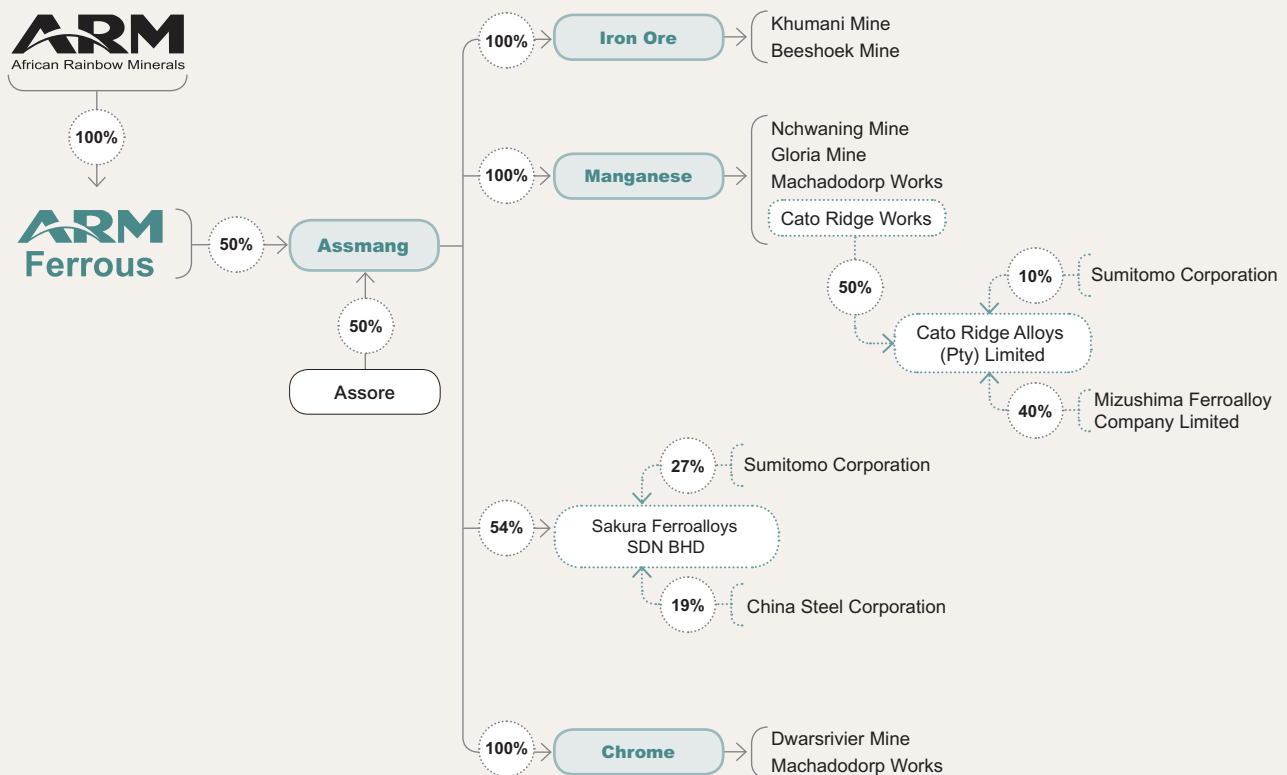 ARM
African Rainbow Minerals
100%
ARM
Ferrous
50%
Assmang
50%
Assore
100%
Iron Ore
Khumani Mine
Beeshoek Mine
100%
Manganese
Nchwaning Mine
Gloria Mine
Machadodorp Works
Cato Ridge Works
50%
10%
Sumitomo Corporation
Cato Ridge Alloys
(Pty) Limited
40%
Mizushima Ferroalloy
Company Limited
27%
Sumitomo Corporation
54%
Sakura Ferroalloys
SDN BHD
19%
China Steel Corporation
100%
Chrome
Dwarsrivier Mine
Machadodorp Works